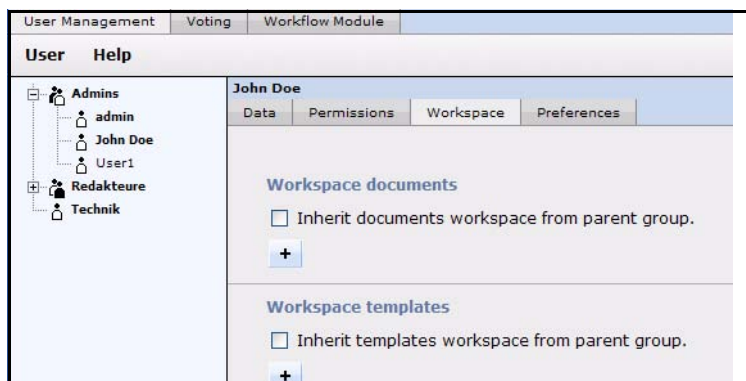 User Management Voting Workflow Module
User Help
Admins
admin
John Doe
User1
Redakteure
Technik
John Doe
Data Permissions Workspace Preferences
Workspace documents
Inherit documents workspace from parent group.
+
Workspace templates
Inherit templates workspace from parent group.
+